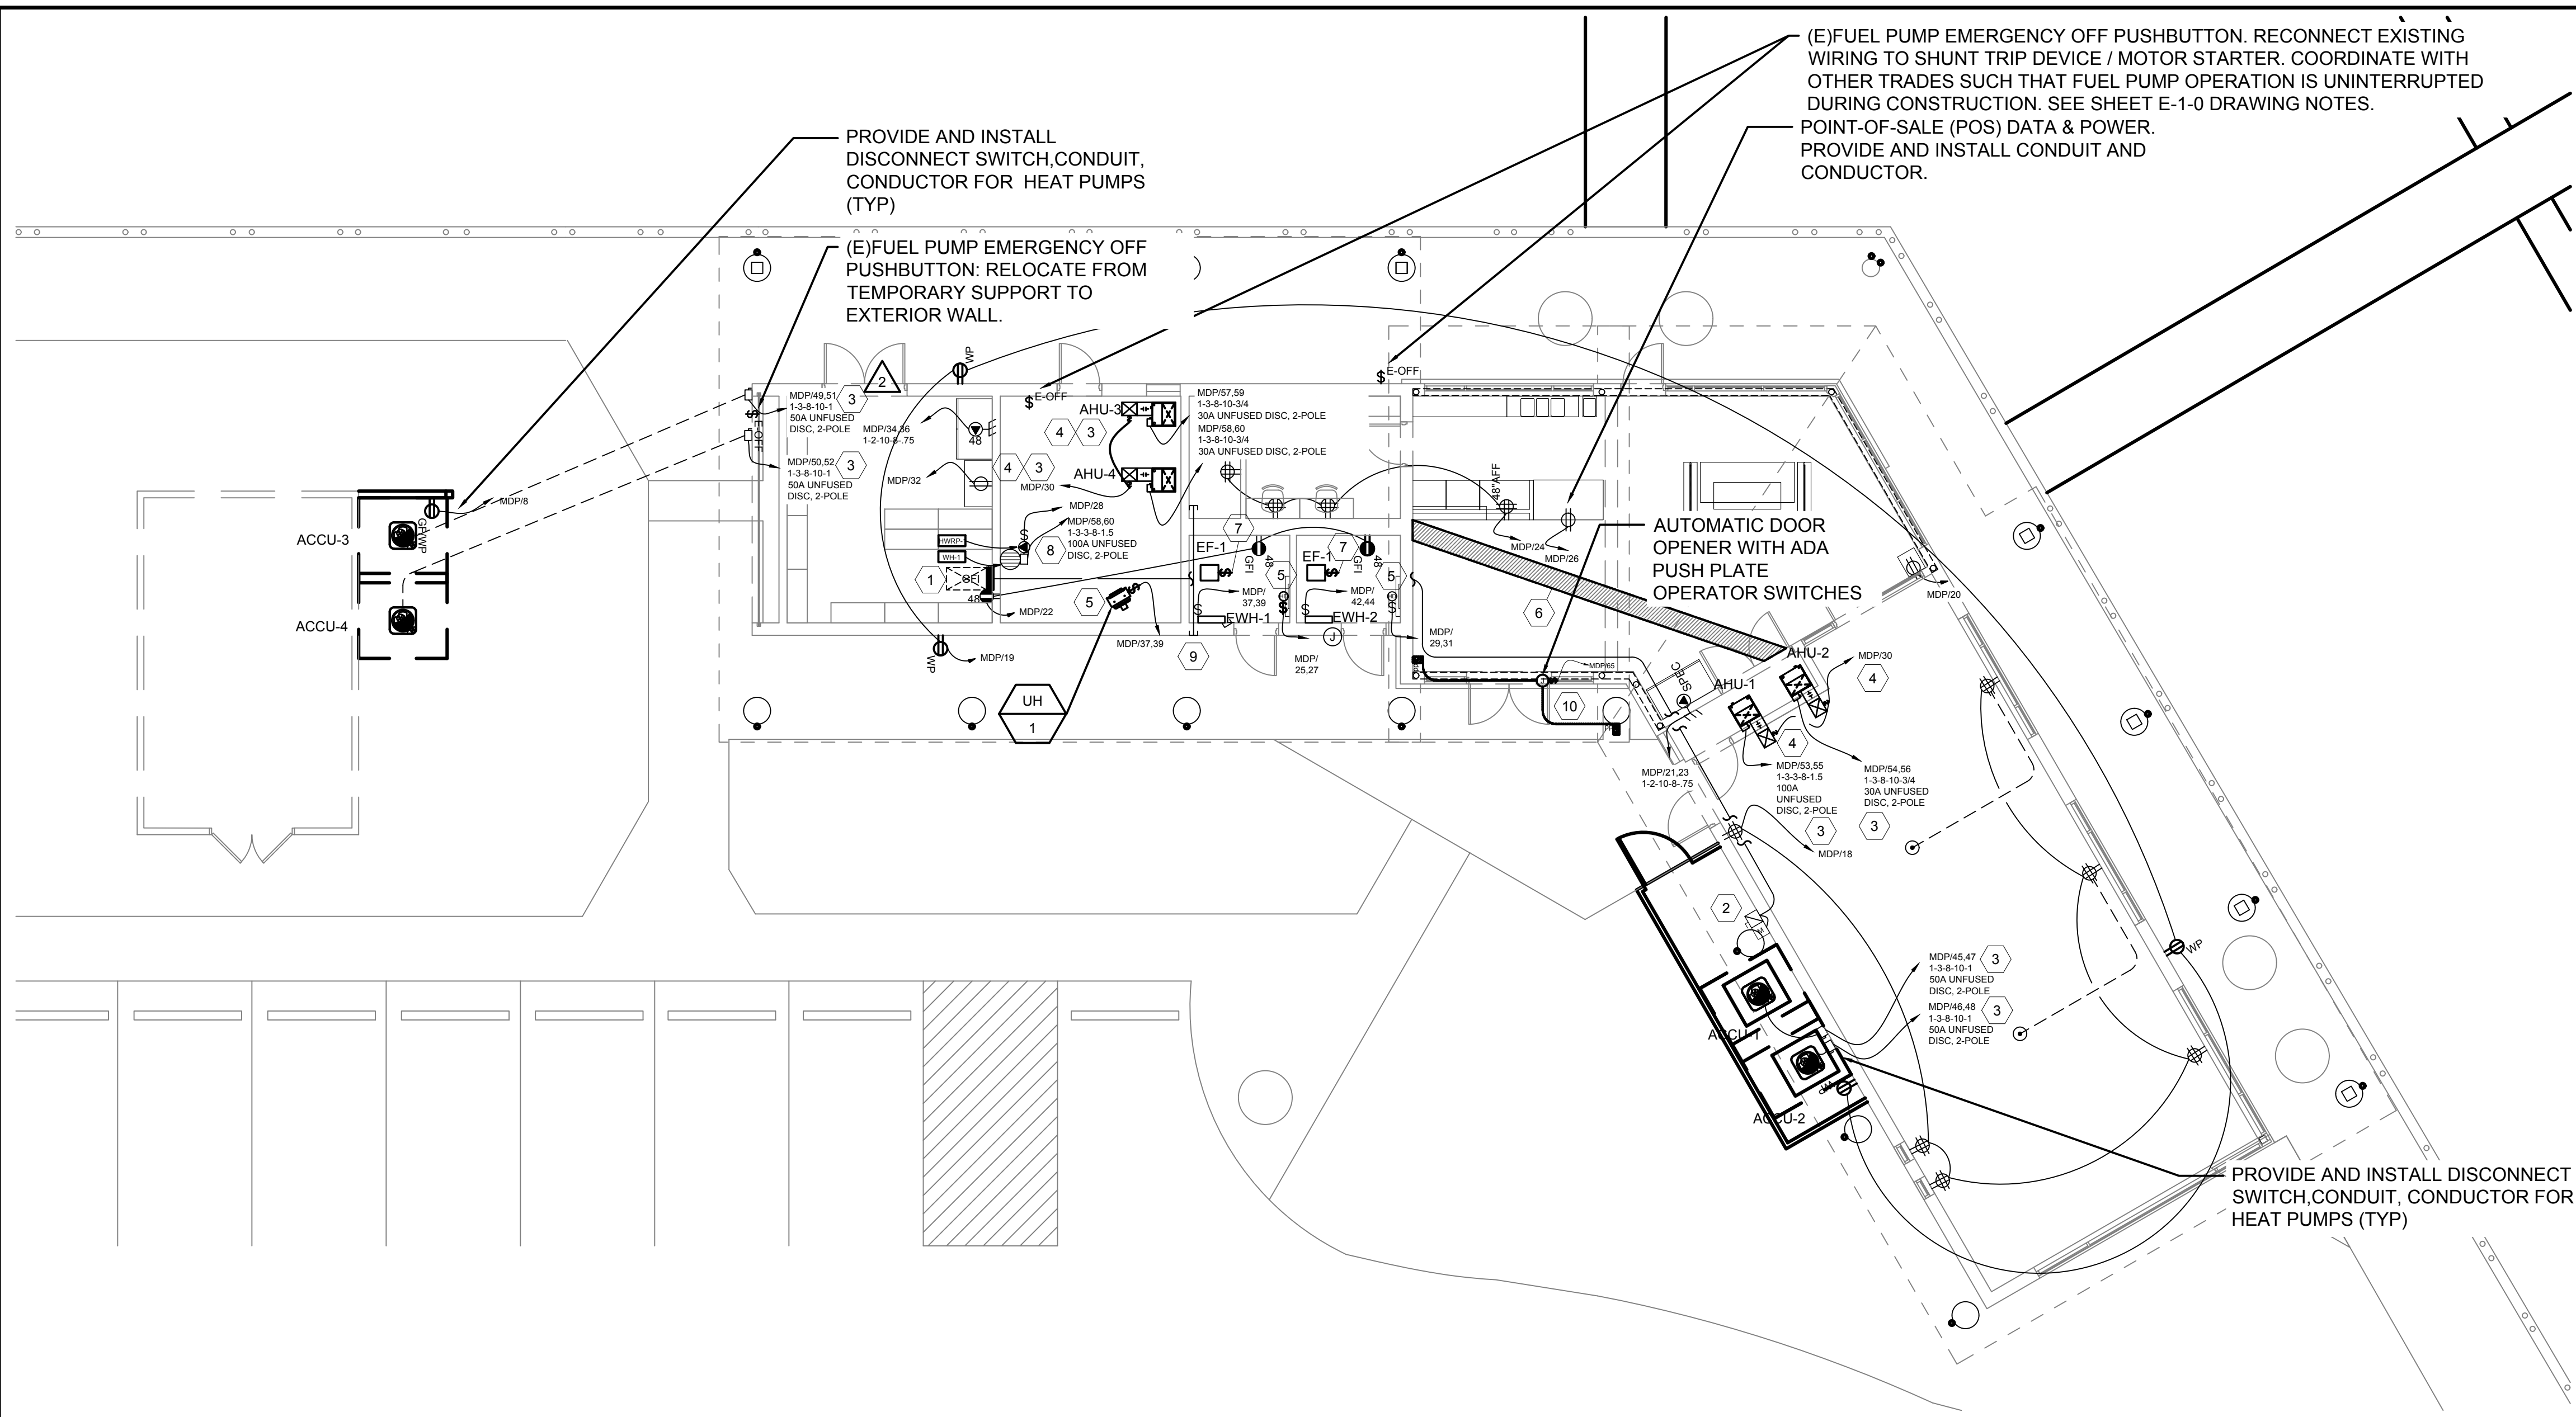 (E)FUEL PUMP EMERGENCY OFF PUSHBUTTON. RECONNECT EXISTING
WIRING TO SHUNT TRIP DEVICE / MOTOR STARTER. COORDINATE WITH
OTHER TRADES SUCH THAT FUEL PUMP OPERATION IS UNINTERRUPTED
DURING CONSTRUCTION. SEE SHEET E-1-0 DRAWING NOTES.
POINT-OF-SALE (POS) DATA & POWER.
PROVIDE AND INSTALL CONDUIT AND
CONDUCTOR.
PROVIDE AND INSTALL
DISCONNECT SWITCH,CONDUIT,
CONDUCTOR FOR HEAT PUMPS
(TYP)
(E)FUEL PUMP EMERGENCY OFF
PUSHBUTTON: RELOCATE FROM
TEMPORARY SUPPORT TO
EXTERIOR WALL.
WP
2
$ E-OFF
MDP/49,51
1-3-8-10-1
50A UNFUSED
DISC, 2-POLE
3
$ E-OFF
MDP/34,36
1-2-10-8-.75
48
$ E-OFF
AHU-3
4
3
MDP/57,59
1-3-8-10-3/4
30A UNFUSED DISC, 2-POLE
MDP/58,60
1-3-8-10-3/4
30A UNFUSED DISC, 2-POLE
MDP/50,52
1-3-8-10-1
50A UNFUSED
DISC, 2-POLE
3
MDP/32
4
3
AHU-4
MDP/30
48"AFF
MDP/8
GFI/WP
ACCU-3
ACCU-4
MDP/28
MDP/58,60
1-3-3-8-1.5
100A UNFUSED
DISC, 2-POLE
S
8
HWRP-1
WH-1
1
GFI
48
MDP/22
5
7
EF-1
$
GFI
48
7
EF-1
$
GFI
48
5
5
MDP/
37,39
S
EWH-1
MDP/
42,44
S
EWH-2
J
MDP/24
MDP/26
AUTOMATIC DOOR
OPENER WITH ADA
PUSH PLATE
OPERATOR SWITCHES
6
MDP/20
MDP/37,39
9
MDP/
25,27
MDP/
29,31
MDP/19
WP
UH
1
MDP/65
10
SPEC
AHU-2
MDP/30
4
AHU-1
4
MDP/21,23
1-2-10-8-.75
MDP/53,55
1-3-3-8-1.5
100A
UNFUSED
DISC, 2-POLE
3
MDP/54,56
1-3-8-10-3/4
30A UNFUSED
DISC, 2-POLE
3
MDP/18
2
M
WP
MDP/45,47
1-3-8-10-1
50A UNFUSED
DISC, 2-POLE
3
MDP/46,48
1-3-8-10-1
50A UNFUSED
DISC, 2-POLE
3
ACCU-1
WP
ACCU-2
PROVIDE AND INSTALL DISCONNECT
SWITCH,CONDUIT, CONDUCTOR FOR
HEAT PUMPS (TYP)